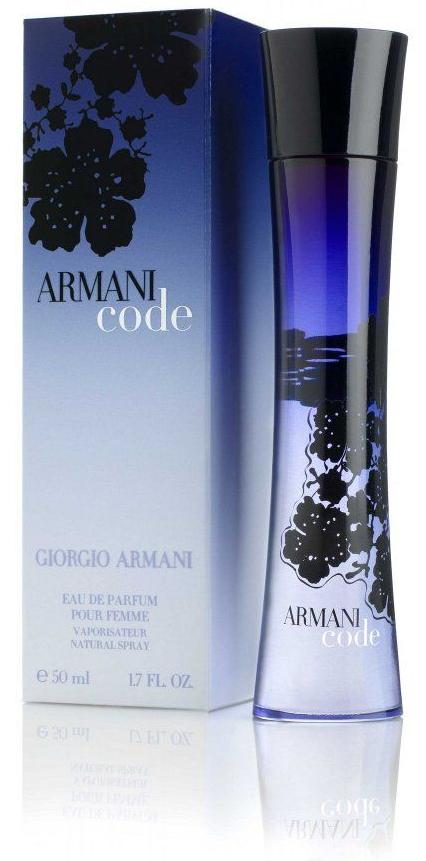 ARMANI
code
GIORGIO ARMANI
EAU DE PARFUM
POUR FEMME
VAPORISATEUR
NATURAL SPRAY
℮ 50 ml 1.7 FL. OZ.
ARMANI
code